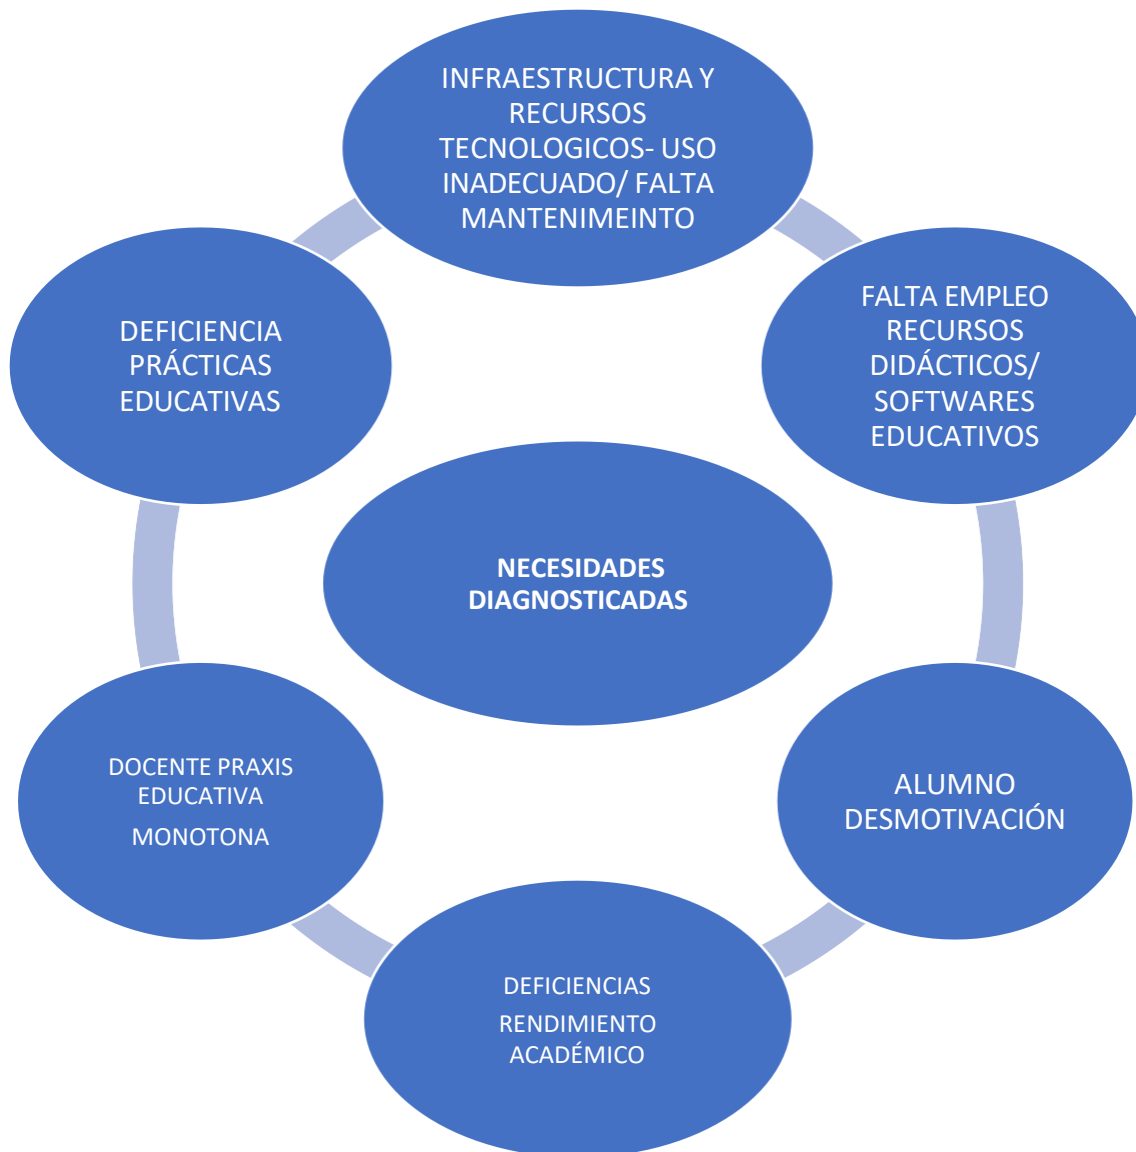 INFRAESTRUCTURA Y
RECURSOS
TECNOLOGICOS- USO
INADECUADO/ FALTA
MANTENIMEINTO
FALTA EMPLEO
RECURSOS
DIDÁCTICOS/
SOFTWARES
EDUCATIVOS
ALUMNO
DESMOTIVACIÓN
DEFICIENCIAS
RENDIMIENTO
ACADÉMICO
DOCENTE PRAXIS
EDUCATIVA
MONOTONA
DEFICIENCIA
PRÁCTICAS
EDUCATIVAS
NECESIDADES
DIAGNOSTICADAS